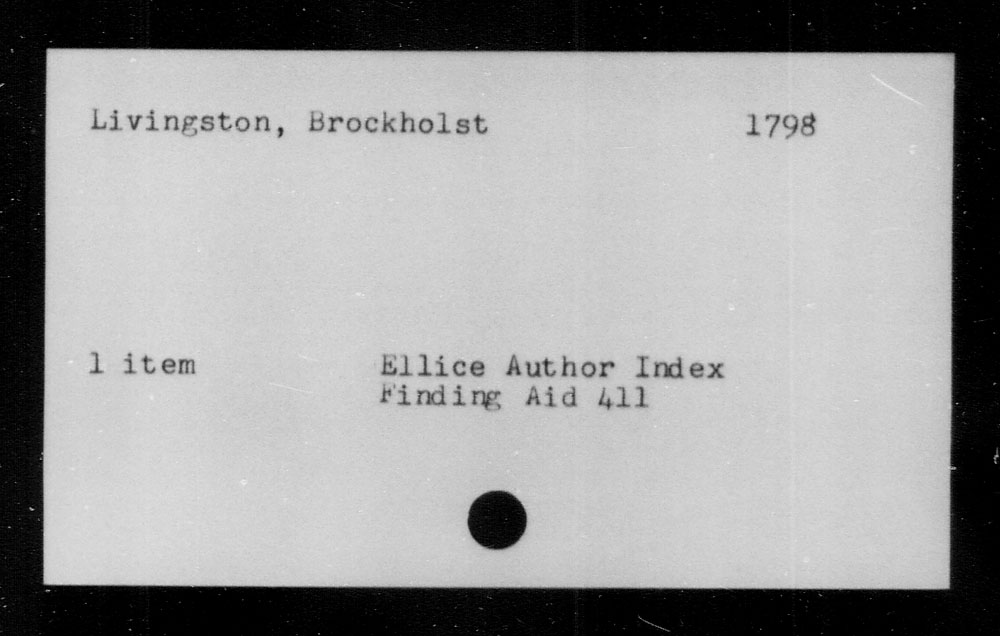 Livingston, Brockholst 1798
1 item Ellice Author Index
Finding Aid 411